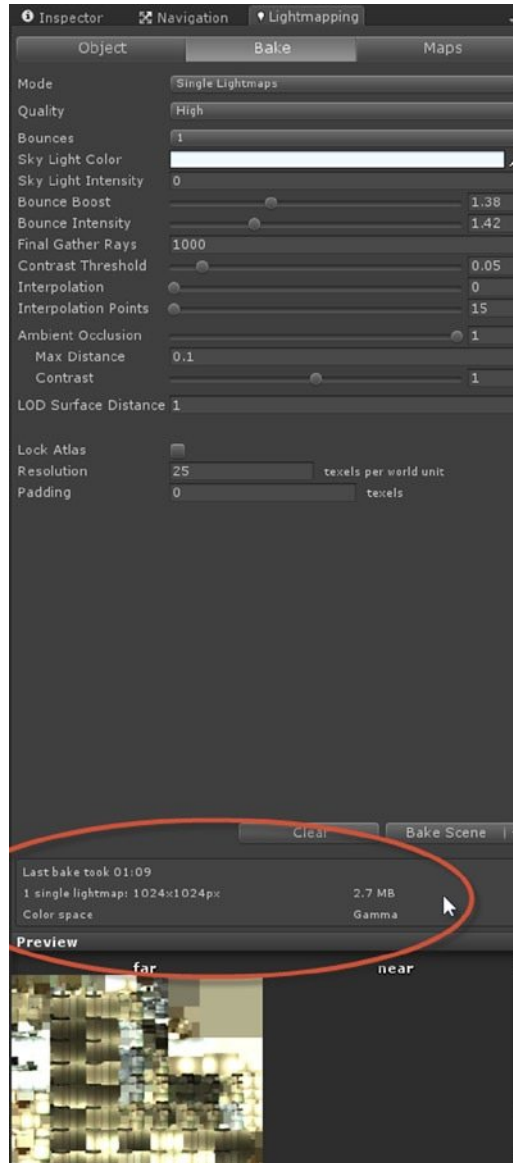 Inspector Navigation Lightmapping
Object Bake Maps
Mode Single Lightmaps
Quality High
Bounces 1
Sky Light Color
Sky Light Intensity 0
Bounce Boost 1.38
Bounce Intensity 1.42
Final Gather Rays 1000
Contrast Threshold 0.05
Interpolation 0
Interpolation Points 15
Ambient Occlusion 1
Max Distance 0.1
Contrast 1
LOD Surface Distance 1
Lock Atlas
Resolution 25 texels per world unit
Padding 0 texels
Clear Bake Scene
Last bake took 01:09
1 single lightmap: 1024x1024px 2.7 MB
Color space Gamma
Preview
far near